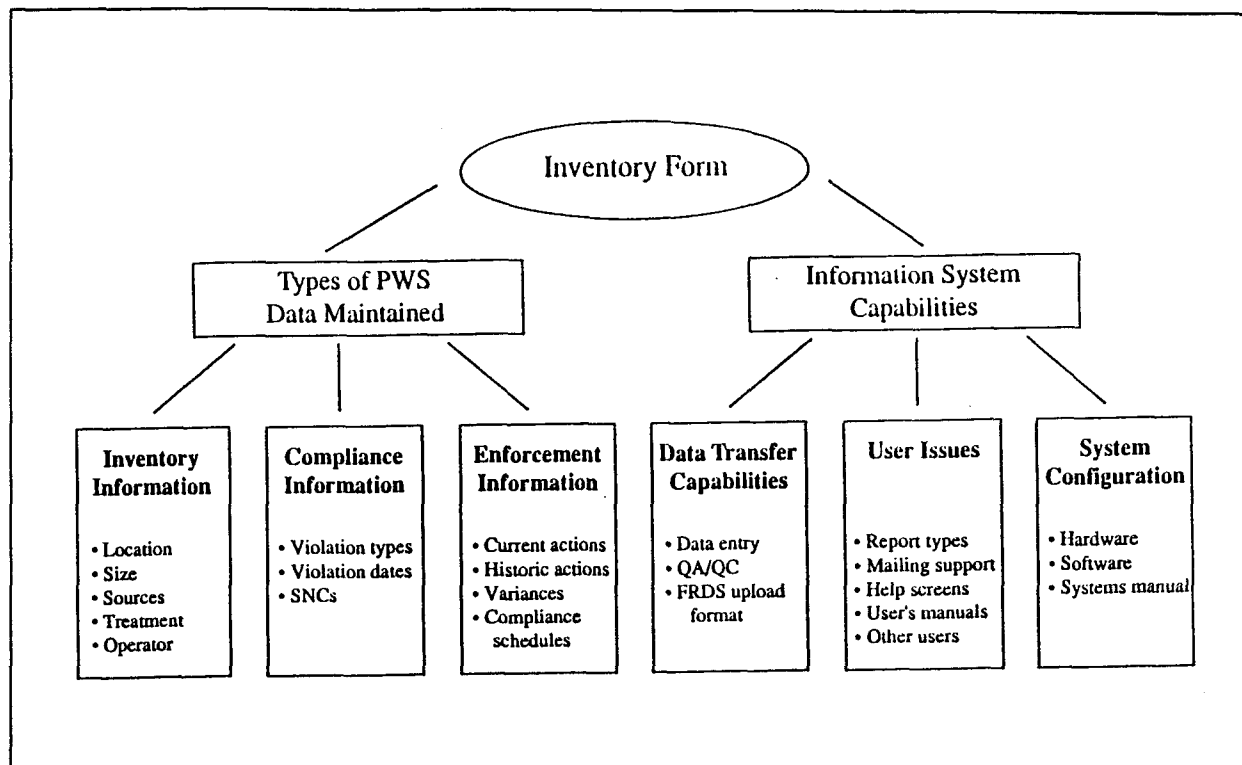 Inventory Form
Types of PWS
Data Maintained
Information System
Capabilities
Inventory
Information
• Location
• Size
• Sources
• Treatment
• Operator
Compliance
Information
• Violation types
• Violation dates
• SNCs
Enforcement
Information
• Current actions
• Historic actions
• Variances
• Compliance
schedules
Data Transfer
Capabilities
• Data entry
• QA/QC
• FRDS upload
format
User Issues
• Report types
• Mailing support
• Help screens
• User's manuals
• Other users
System
Configuration
• Hardware
• Software
• Systems manual